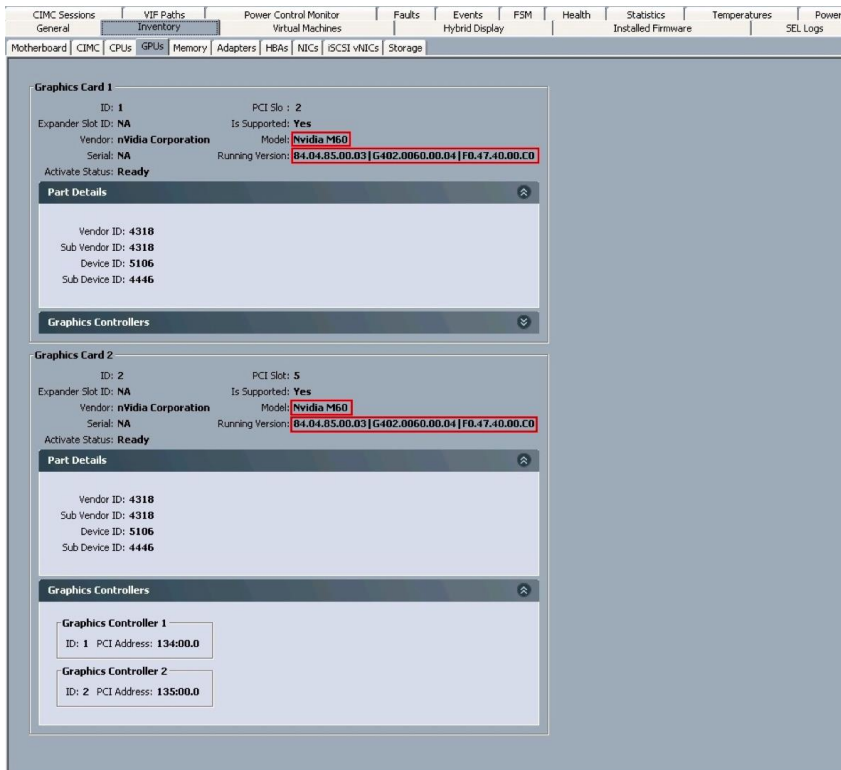 CIMC Sessions VIF Paths Power Control Monitor Faults Events FSM Health Statistics Temperatures Power
General Inventory Virtual Machines Hybrid Display Installed Firmware SEL Logs
Motherboard CIMC CPUs GPUs Memory Adapters HBAs NICs iSCSI vNICs Storage
Graphics Card 1
ID: 1 PCI Slo : 2
Expander Slot ID: NA Is Supported: Yes
Vendor: nVidia Corporation Model: Nvidia M60
Serial: NA Running Version: 84.04.85.00.03|G402.0060.00.04|F0.47.40.00.C0
Activate Status: Ready
Part Details
Vendor ID: 4318
Sub Vendor ID: 4318
Device ID: 5106
Sub Device ID: 4446
Graphics Controllers
Graphics Card 2
ID: 2 PCI Slot: 5
Expander Slot ID: NA Is Supported: Yes
Vendor: nVidia Corporation Model: Nvidia M60
Serial: NA Running Version: 84.04.85.00.03|G402.0060.00.04|F0.47.40.00.C0
Activate Status: Ready
Part Details
Vendor ID: 4318
Sub Vendor ID: 4318
Device ID: 5106
Sub Device ID: 4446
Graphics Controllers
Graphics Controller 1
ID: 1 PCI Address: 134:00.0
Graphics Controller 2
ID: 2 PCI Address: 135:00.0